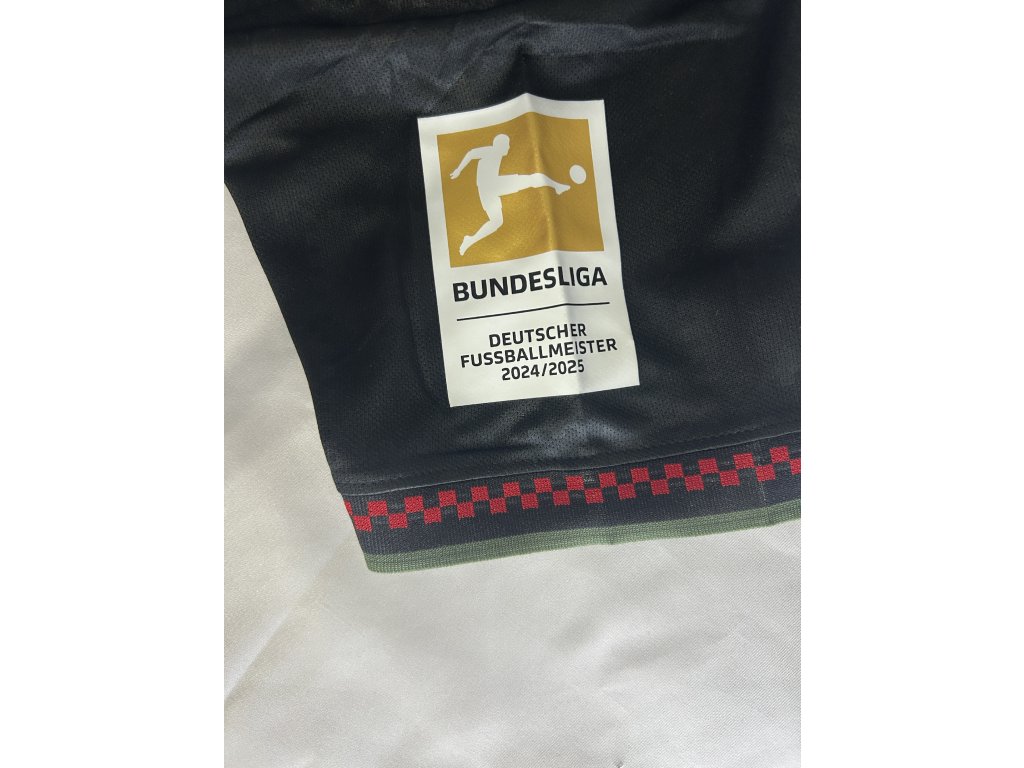 BUNDESLIGA
DEUTSCHER
FUSSBALLMEISTER
2024/2025